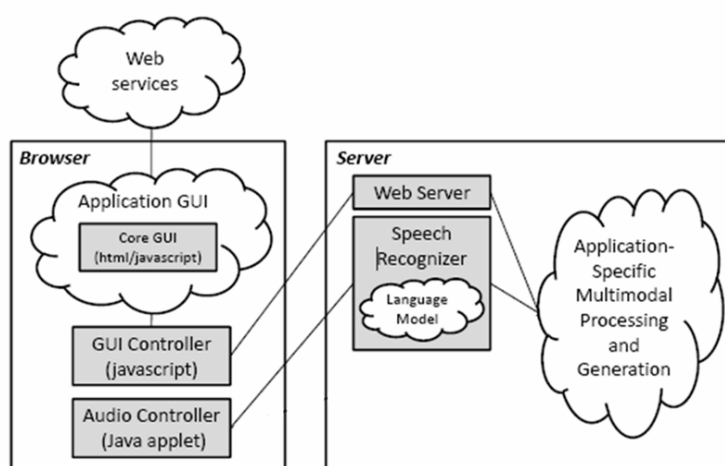 Web
services
Browser
Application GUI
Core GUI
(html/javascript)
GUI Controller
(javascript)
Audio Controller
(Java applet)
Server
Web Server
Speech
Recognizer
Language
Model
Application-
Specific
Multimodal
Processing
and
Generation